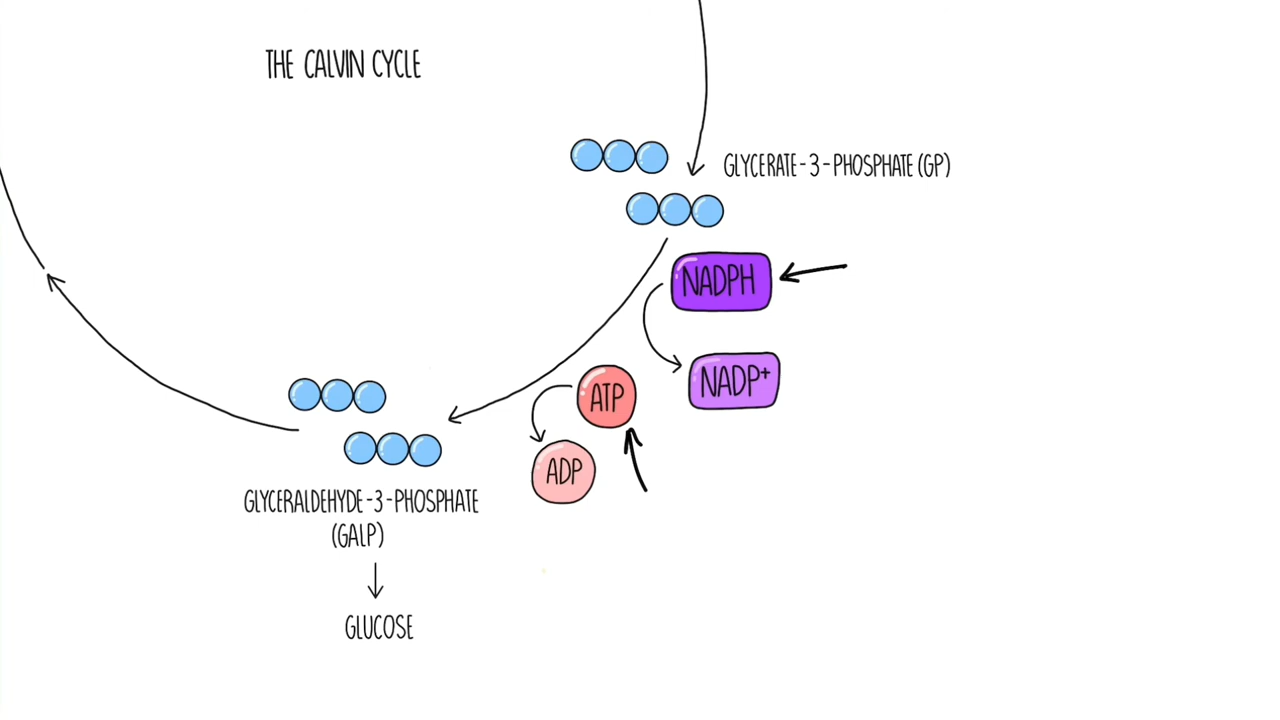 THE CALVIN CYCLE
GLYCERATE-3-PHOSPHATE (GP)
NADPH
NADP+
ATP
ADP
GLYCERALDEHYDE-3-PHOSPHATE
(GALP)
GLUCOSE